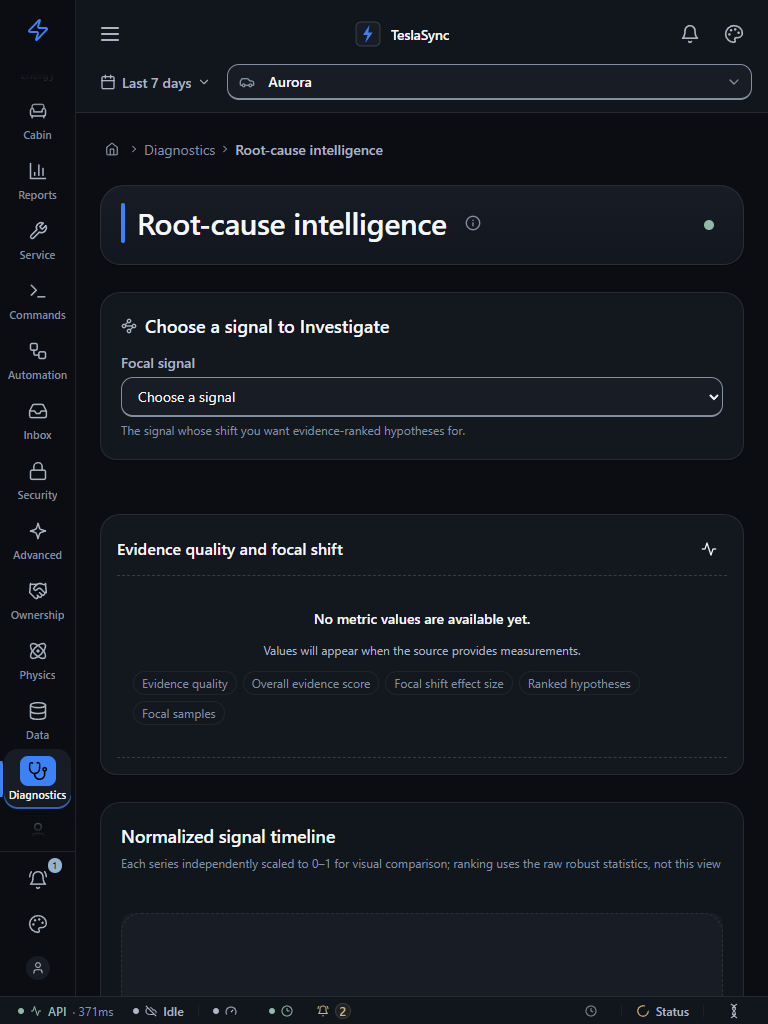 TeslaSync
Last 7 days
Aurora
Energy
Cabin
Reports
Service
Commands
Automation
Inbox
Security
Advanced
Ownership
Physics
Data
Diagnostics
1
Diagnostics
Root-cause intelligence
Root-cause intelligence
Choose a signal to Investigate
Focal signal
Choose a signal
The signal whose shift you want evidence-ranked hypotheses for.
Evidence quality and focal shift
No metric values are available yet.
Values will appear when the source provides measurements.
Evidence quality
Overall evidence score
Focal shift effect size
Ranked hypotheses
Focal samples
Normalized signal timeline
Each series independently scaled to 0–1 for visual comparison; ranking uses the raw robust statistics, not this view
API · 371ms
Idle
2
Status